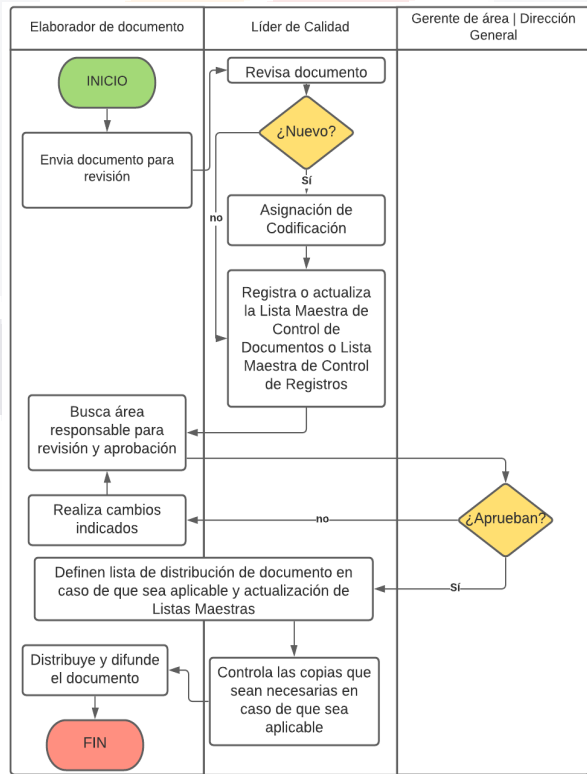 Elaborador de documento
Líder de Calidad
Gerente de área | Dirección
General
INICIO
Envia documento para
revisión
Revisa documento
¿Nuevo?
Sí
no
Asignación de
Codificación
Registra o actualiza
la Lista Maestra de
Control de
Documentos o Lista
Maestra de Control
de Registros
Busca área
responsable para
revisión y aprobación
¿Aprueban?
no
Realiza cambios
indicados
Sí
Definen lista de distribución de documento en
caso de que sea aplicable y actualización de
Listas Maestras
Controla las copias que
sean necesarias en
caso de que sea
aplicable
Distribuye y difunde
el documento
FIN